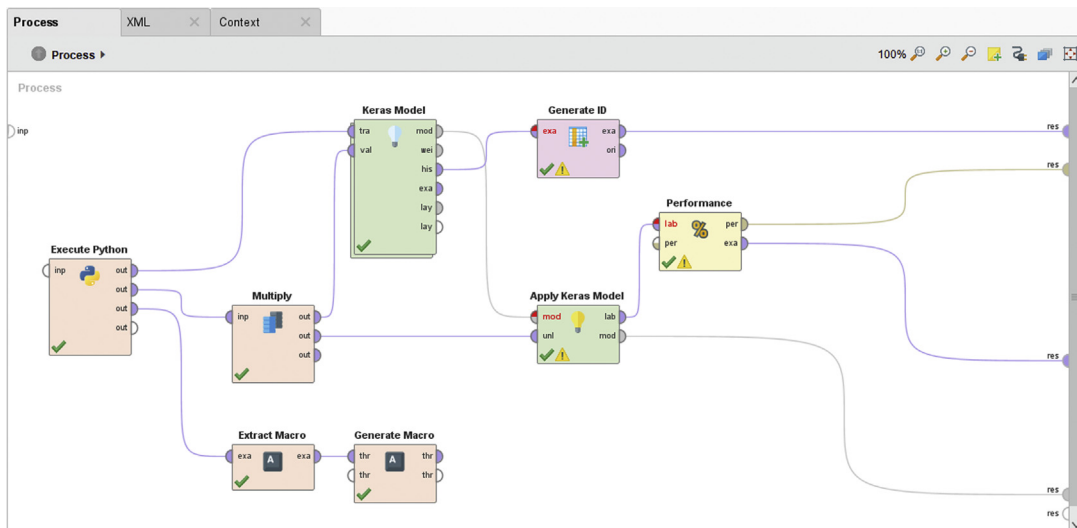 Process
XML
Context
Process
100%
Process
inp
Keras Model
tra
val
mod
wei
his
exa
lay
lay
Generate ID
exa
exa
ori
res
res
Performance
lab
per
per
exa
Execute Python
inp
out
out
out
out
Multiply
inp
out
out
out
Apply Keras Model
mod
unl
lab
mod
res
Extract Macro
exa
exa
A
Generate Macro
thr
thr
thr
thr
A
res
res